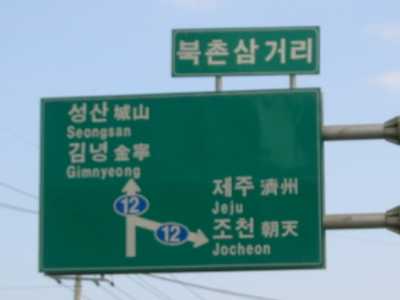 북촌삼거리
성산 城山
Seongsan
김녕 金寧
Gimnyeong
12
제주 濟州
Jeju
12
조천 朝天
Jocheon